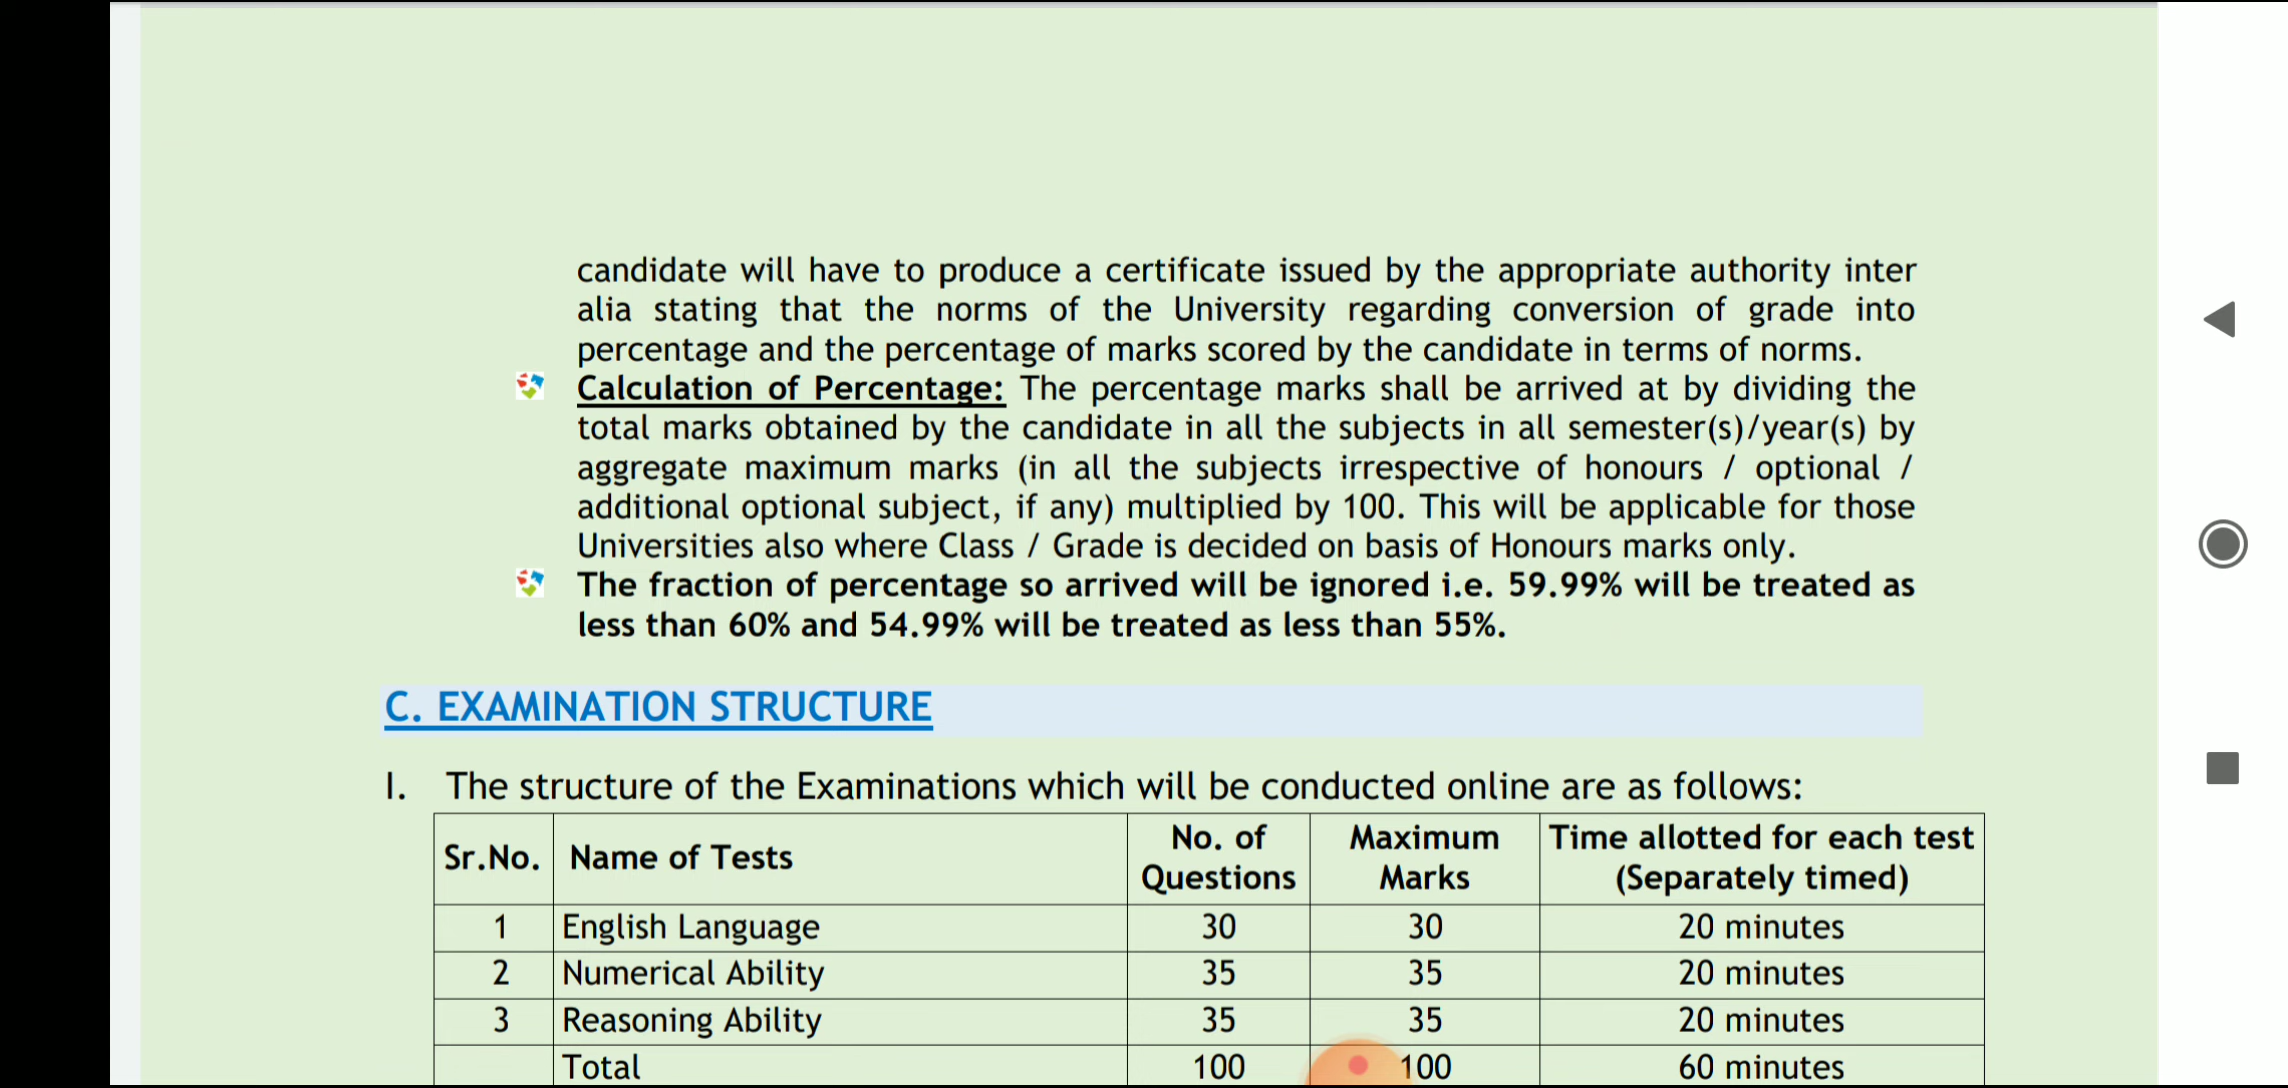 candidate will have to produce a certificate issued by the appropriate authority inter
alia stating that the norms of the University regarding conversion of grade into
percentage and the percentage of marks scored by the candidate in terms of norms.
Calculation of Percentage: The percentage marks shall be arrived at by dividing the
total marks obtained by the candidate in all the subjects in all semester(s)/year(s) by
aggregate maximum marks (in all the subjects irrespective of honours / optional /
additional optional subject, if any) multiplied by 100. This will be applicable for those
Universities also where Class / Grade is decided on basis of Honours marks only.
The fraction of percentage so arrived will be ignored i.e. 59.99% will be treated as
less than 60% and 54.99% will be treated as less than 55%.
C. EXAMINATION STRUCTURE
I. The structure of the Examinations which will be conducted online are as follows:
Sr.No. Name of Tests No. of Questions Maximum Marks Time allotted for each test (Separately timed)
1 English Language 30 30 20 minutes
2 Numerical Ability 35 35 20 minutes
3 Reasoning Ability 35 35 20 minutes
Total 100 100 60 minutes